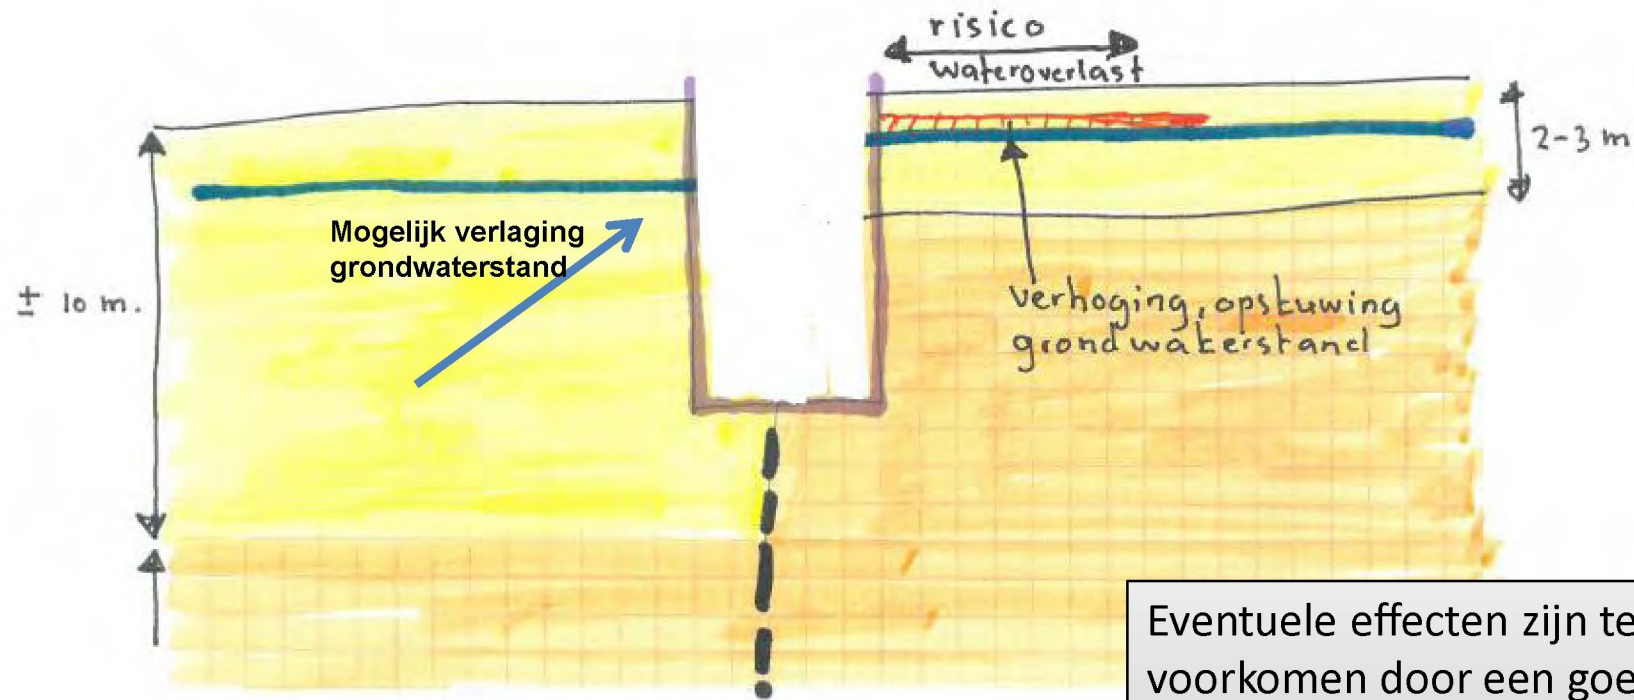 risico
wateroverlast
2-3 m
Mogelijk verlaging
grondwaterstand
± 10 m.
verhoging, opstuwing
grondwaterstand
Eventuele effecten zijn te
voorkomen door een goe